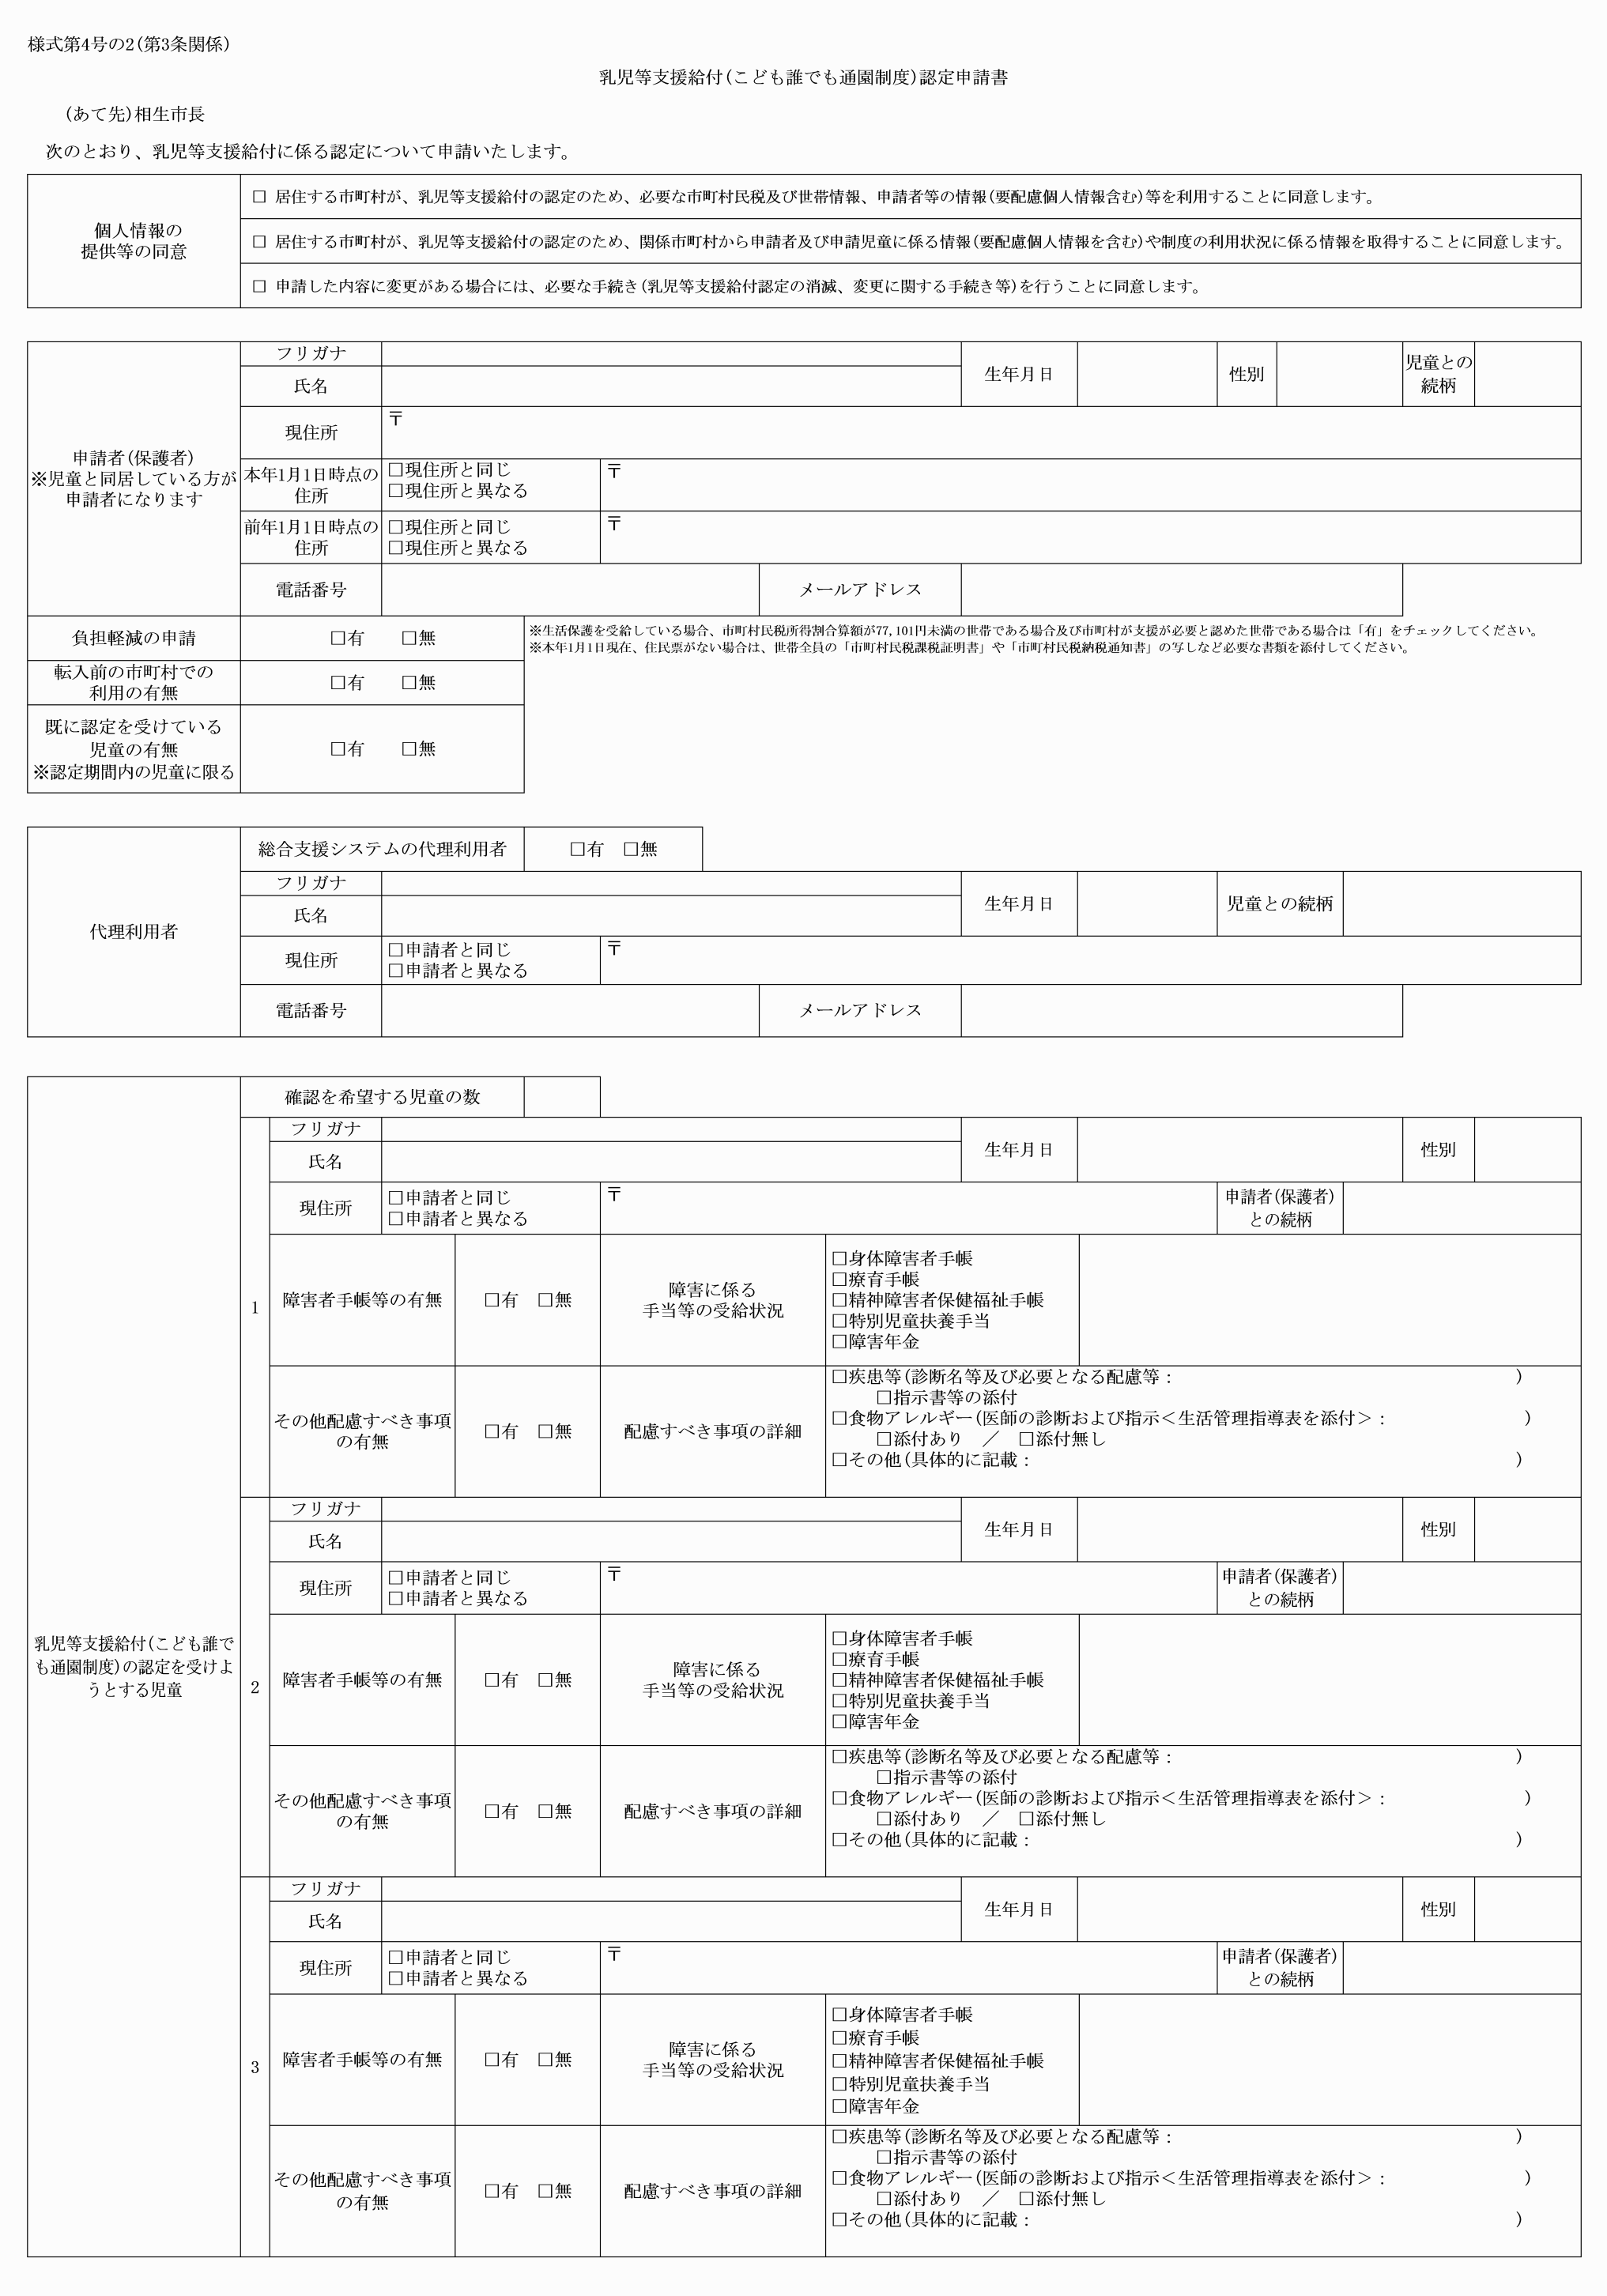 様式第4号の2(第3条関係)
乳児等支援給付(こども誰でも通園制度)認定申請書
(あて先)相生市長
次のとおり、乳児等支援給付に係る認定について申請いたします。
個人情報の
提供等の同意
□ 居住する市町村が、乳児等支援給付の認定のため、必要な市町村民税及び世帯情報、申請者等の情報(要配慮個人情報含む)等を利用することに同意します。
□ 居住する市町村が、乳児等支援給付の認定のため、関係市町村から申請者及び申請児童に係る情報(要配慮個人情報を含む)や制度の利用状況に係る情報を取得することに同意します。
□ 申請した内容に変更がある場合には、必要な手続き(乳児等支援給付認定の消滅、変更に関する手続き等)を行うことに同意します。
申請者(保護者)
※児童と同居している方が
申請者になります
フリガナ
氏名
生年月日
性別
児童との
続柄
現住所
〒
本年1月1日時点の
住所
□現住所と同じ
□現住所と異なる
〒
前年1月1日時点の
住所
□現住所と同じ
□現住所と異なる
〒
電話番号
メールアドレス
負担軽減の申請
□有 □無
※生活保護を受給している場合、市町村民税所得割合算額が77,101円未満の世帯である場合及び市町村が支援が必要と認めた世帯である場合は「有」をチェックしてください。
※本年1月1日現在、住民票がない場合は、世帯全員の「市町村民税課税証明書」や「市町村民税納税通知書」の写しなど必要な書類を添付してください。
転入前の市町村での
利用の有無
□有 □無
既に認定を受けている
児童の有無
※認定期間内の児童に限る
□有 □無
代理利用者
総合支援システムの代理利用者
□有 □無
フリガナ
氏名
生年月日
児童との続柄
現住所
□申請者と同じ
□申請者と異なる
〒
電話番号
メールアドレス
乳児等支援給付(こども誰で
も通園制度)の認定を受けよ
うとする児童
確認を希望する児童の数
1
フリガナ
氏名
生年月日
性別
現住所
□申請者と同じ
□申請者と異なる
〒
申請者(保護者)
との続柄
障害者手帳等の有無
□有 □無
障害に係る
手当等の受給状況
□身体障害者手帳
□療育手帳
□精神障害者保健福祉手帳
□特別児童扶養手当
□障害年金
その他配慮すべき事項
の有無
□有 □無
配慮すべき事項の詳細
□疾患等(診断名等及び必要となる配慮等: )
□指示書等の添付
□食物アレルギー(医師の診断および指示＜生活管理指導表を添付＞: )
□添付あり ／ □添付無し
□その他(具体的に記載: )
2
フリガナ
氏名
生年月日
性別
現住所
□申請者と同じ
□申請者と異なる
〒
申請者(保護者)
との続柄
障害者手帳等の有無
□有 □無
障害に係る
手当等の受給状況
□身体障害者手帳
□療育手帳
□精神障害者保健福祉手帳
□特別児童扶養手当
□障害年金
その他配慮すべき事項
の有無
□有 □無
配慮すべき事項の詳細
□疾患等(診断名等及び必要となる配慮等: )
□指示書等の添付
□食物アレルギー(医師の診断および指示＜生活管理指導表を添付＞: )
□添付あり ／ □添付無し
□その他(具体的に記載: )
3
フリガナ
氏名
生年月日
性別
現住所
□申請者と同じ
□申請者と異なる
〒
申請者(保護者)
との続柄
障害者手帳等の有無
□有 □無
障害に係る
手当等の受給状況
□身体障害者手帳
□療育手帳
□精神障害者保健福祉手帳
□特別児童扶養手当
□障害年金
その他配慮すべき事項
の有無
□有 □無
配慮すべき事項の詳細
□疾患等(診断名等及び必要となる配慮等: )
□指示書等の添付
□食物アレルギー(医師の診断および指示＜生活管理指導表を添付＞: )
□添付あり ／ □添付無し
□その他(具体的に記載: )